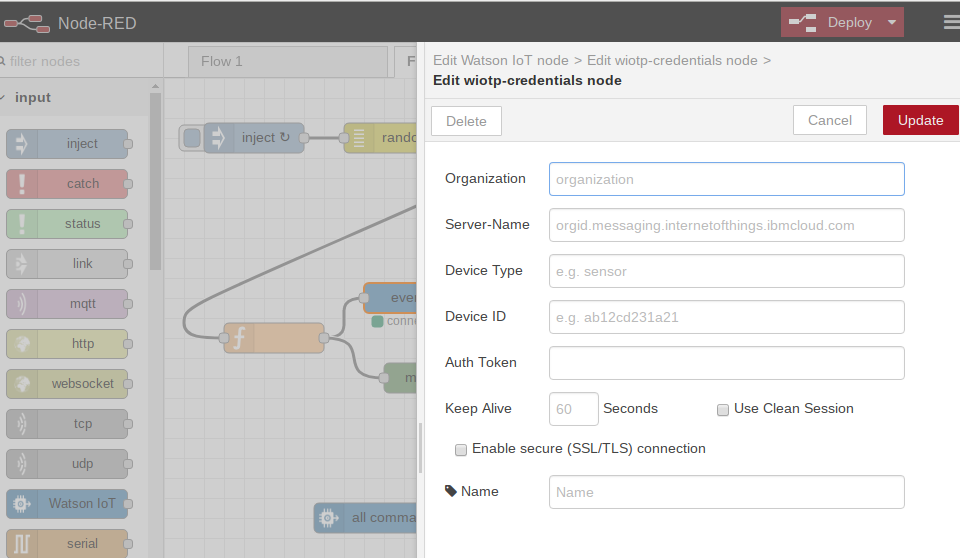 Node-RED
Deploy
filter nodes
Flow 1
F
input
inject
catch
status
link
mqtt
http
websocket
tcp
udp
Watson IoT
serial
inject ↻
rando
ever
conne
m
all comma
Edit Watson IoT node > Edit wiotp-credentials node >
Edit wiotp-credentials node
Delete
Cancel
Update
Organization
organization
Server-Name
orgid.messaging.internetofthings.ibmcloud.com
Device Type
e.g. sensor
Device ID
e.g. ab12cd231a21
Auth Token
Keep Alive
60
Seconds
Use Clean Session
Enable secure (SSL/TLS) connection
Name
Name